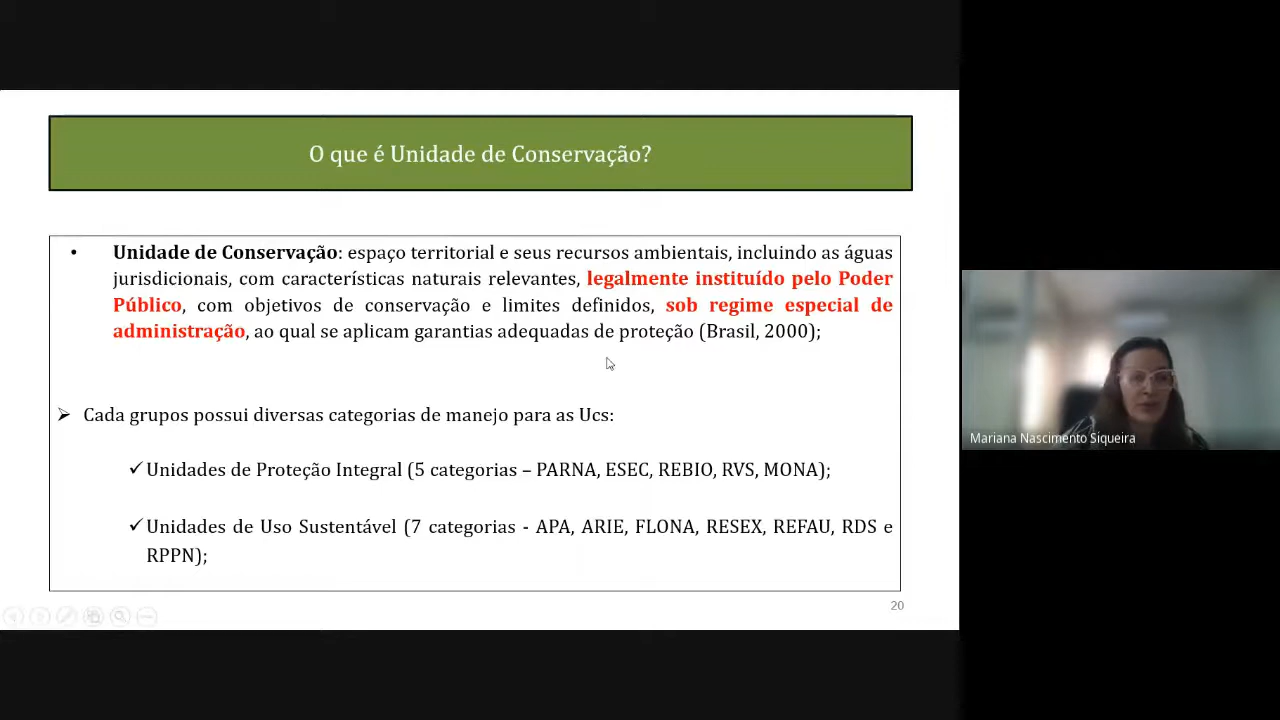 O que é Unidade de Conservação?
• Unidade de Conservação: espaço territorial e seus recursos ambientais, incluindo as águas
jurisdicionais, com características naturais relevantes, legalmente instituído pelo Poder
Público, com objetivos de conservação e limites definidos, sob regime especial de
administração, ao qual se aplicam garantias adequadas de proteção (Brasil, 2000);
➢ Cada grupos possui diversas categorias de manejo para as Ucs:
✓Unidades de Proteção Integral (5 categorias – PARNA, ESEC, REBIO, RVS, MONA);
✓Unidades de Uso Sustentável (7 categorias - APA, ARIE, FLONA, RESEX, REFAU, RDS e
RPPN);
20
Mariana Nascimento Siqueira